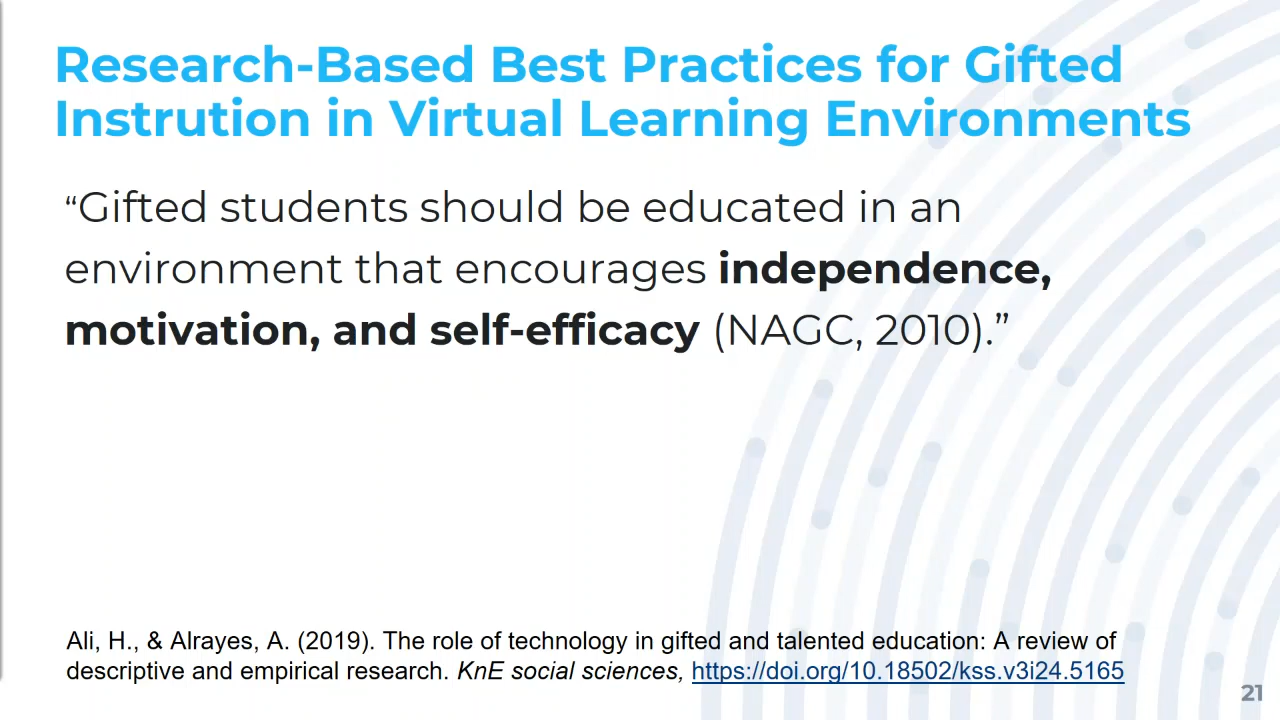 Research-Based Best Practices for Gifted
Instrution in Virtual Learning Environments
“Gifted students should be educated in an
environment that encourages independence,
motivation, and self-efficacy (NAGC, 2010).”
Ali, H., & Alrayes, A. (2019). The role of technology in gifted and talented education: A review of
descriptive and empirical research. KnE social sciences, https://doi.org/10.18502/kss.v3i24.5165
21